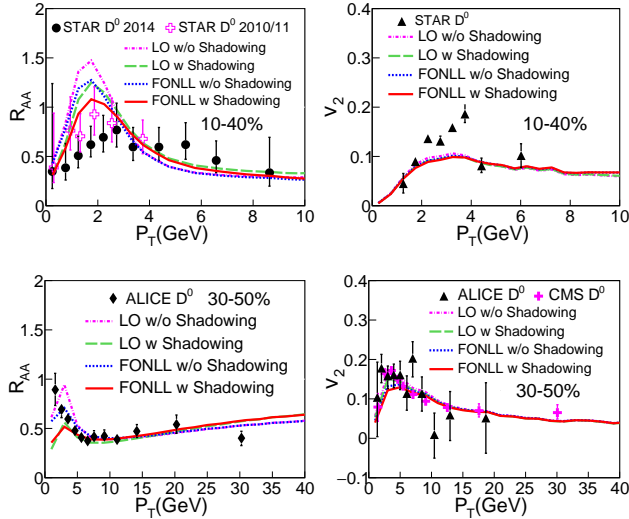 2
1.5
1
0.5
0
R_AA
STAR D⁰ 2014
STAR D⁰ 2010/11
LO w/o Shadowing
LO w Shadowing
FONLL w/o Shadowing
FONLL w Shadowing
10-40%
0 2 4 6 8 10
P_T(GeV)
0.4
0.3
0.2
0.1
0
v_2
STAR D⁰
LO w/o Shadowing
LO w Shadowing
FONLL w/o Shadowing
FONLL w Shadowing
10-40%
0 2 4 6 8 10
P_T(GeV)
2
1.5
1
0.5
0
R_AA
ALICE D⁰ 30-50%
LO w/o Shadowing
LO w Shadowing
FONLL w/o Shadowing
FONLL w Shadowing
0 5 10 15 20 25 30 35 40
P_T(GeV)
0.4
0.3
0.2
0.1
0
−0.1
v_2
ALICE D⁰ CMS D⁰
LO w/o Shadowing
LO w Shadowing
FONLL w/o Shadowing
FONLL w Shadowing
30-50%
0 5 10 15 20 25 30 35 40
P_T(GeV)